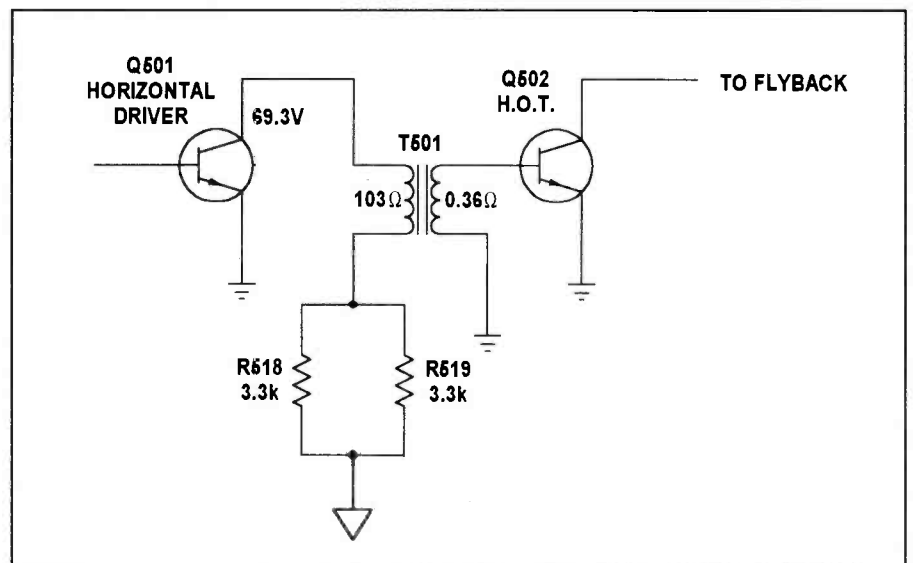 Q501
HORIZONTAL
DRIVER
69.3V
T501
103Ω
0.36Ω
Q502
H.O.T.
TO FLYBACK
R518
3.3k
R519
3.3k